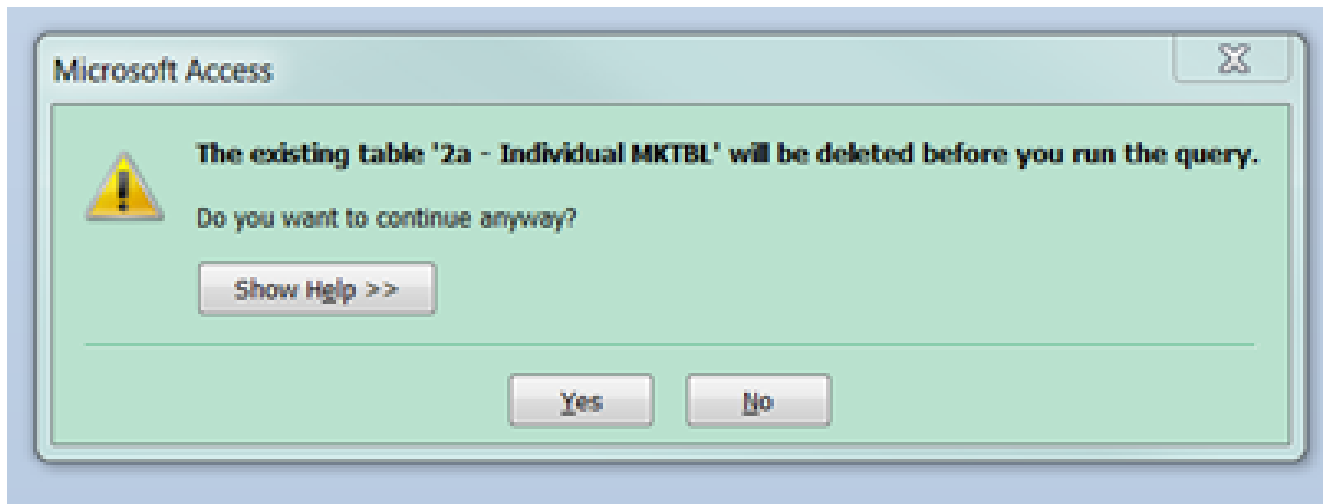 Microsoft Access
The existing table '2a - Individual MKTBL' will be deleted before you run the query.
Do you want to continue anyway?
Show Help >>
Yes
No